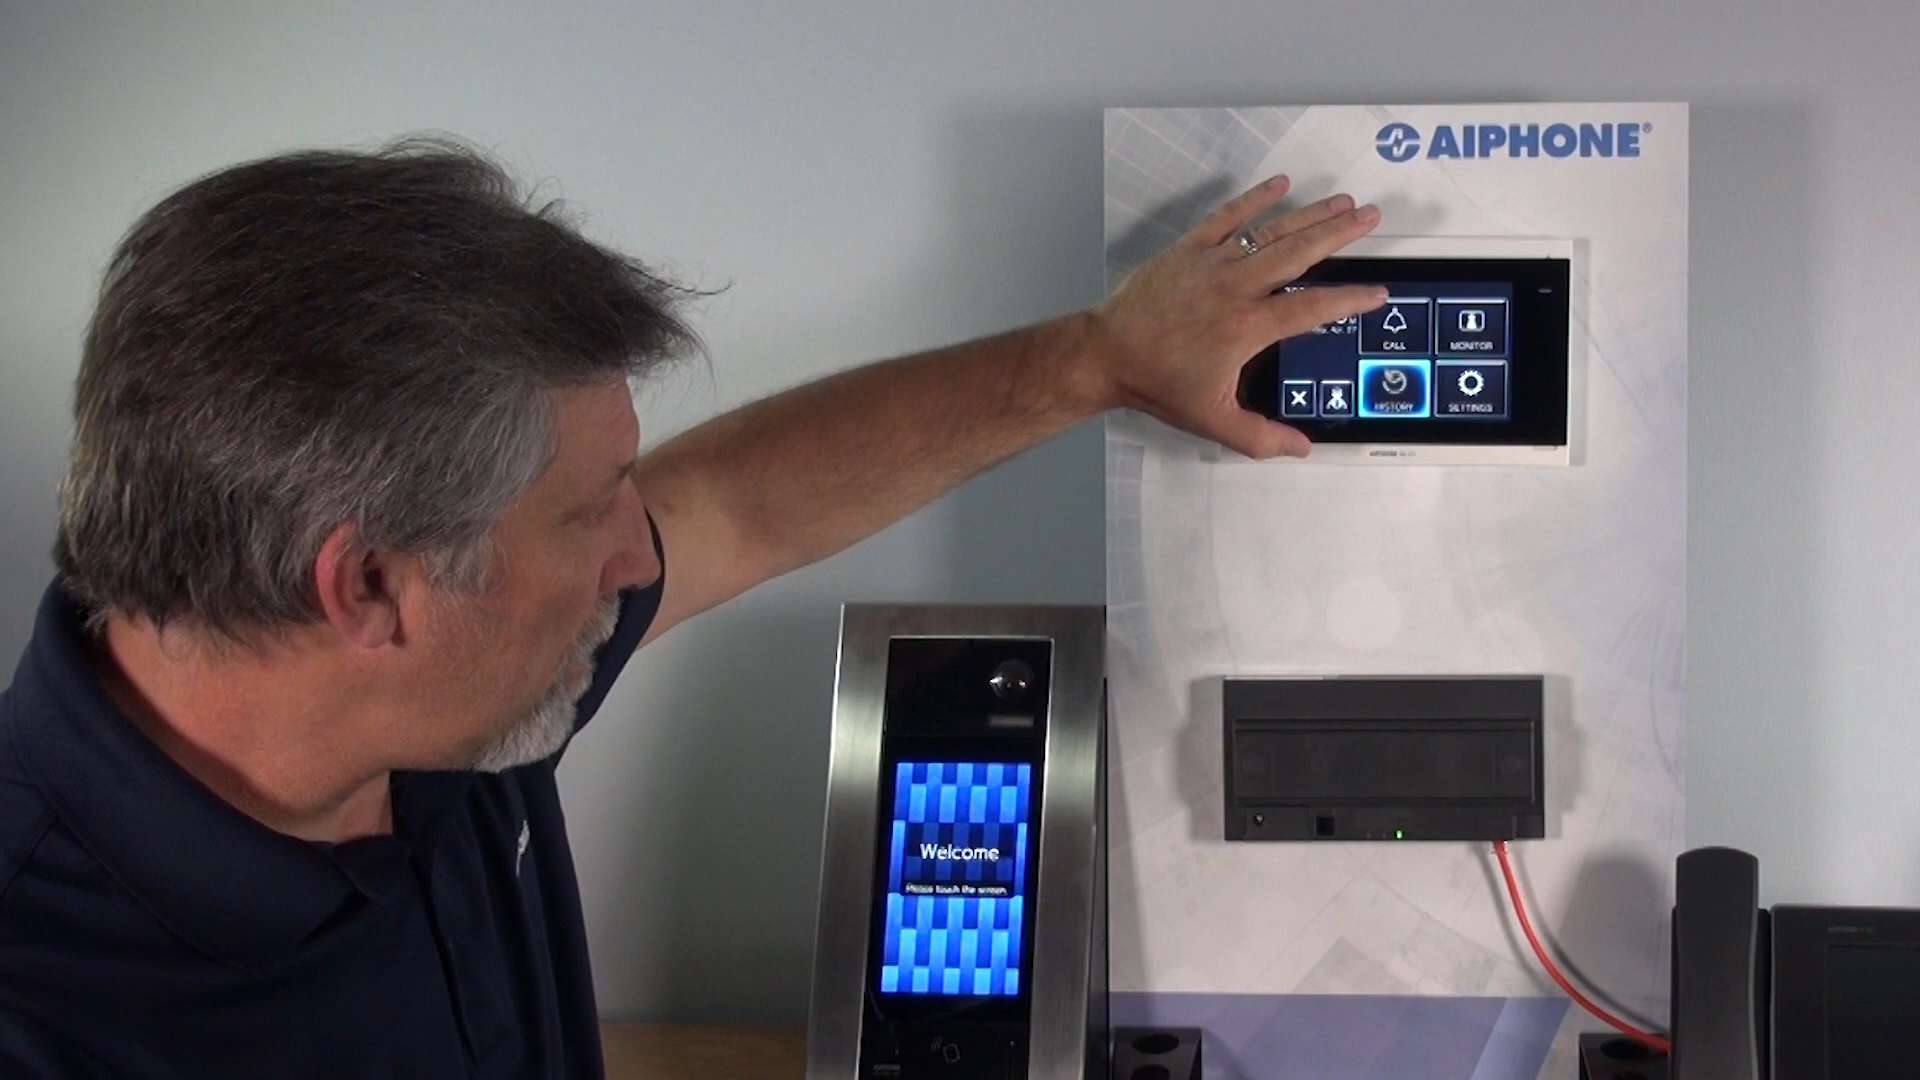 AIPHONE®
CALL
MONITOR
HISTORY
SETTINGS
Welcome
Please touch the screen